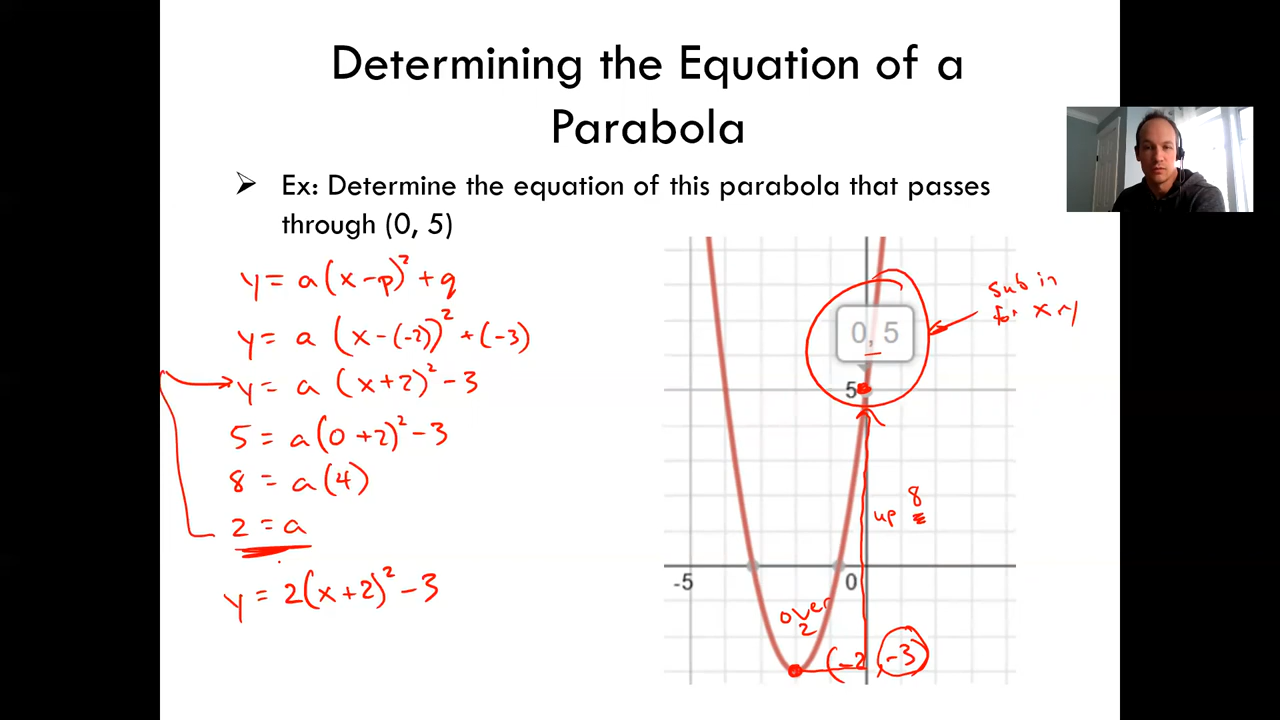 Determining the Equation of a
Parabola
➢ Ex: Determine the equation of this parabola that passes
through (0, 5)
y = a(x-p)² + q
y = a (x-(-2))² + (-3)
y = a (x+2)² - 3
5 = a(0+2)² - 3
8 = a(4)
2 = a
y = 2(x+2)² - 3
sub in
for x + y
0, 5
5
up 8
-5
0
over
2
(-2, -3)